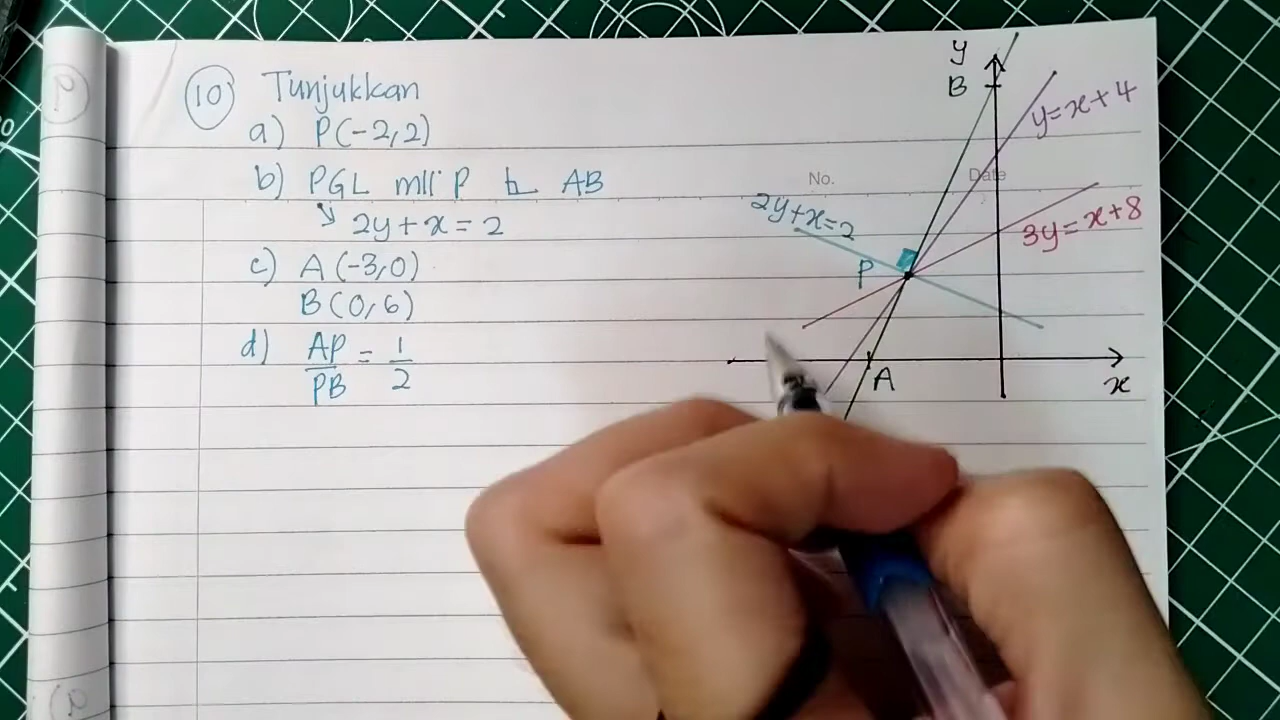 10 Tunjukkan
a) P(-2,2)
b) PGL mll P ⊥ AB
↘ 2y+x=2
c) A(-3,0)
B(0,6)
d) AP/PB = 1/2
y
B
y=x+4
No.
Date
2y+x=2
3y=x+8
P
A
x